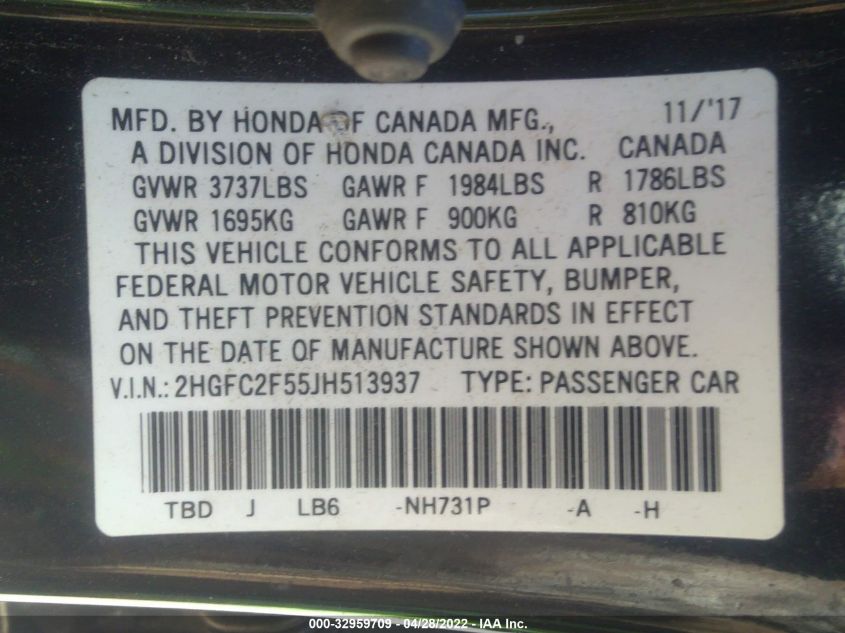 MFD. BY HONDA OF CANADA MFG., 11/'17
A DIVISION OF HONDA CANADA INC. CANADA
GVWR 3737LBS GAWR F 1984LBS R 1786LBS
GVWR 1695KG GAWR F 900KG R 810KG
THIS VEHICLE CONFORMS TO ALL APPLICABLE
FEDERAL MOTOR VEHICLE SAFETY, BUMPER,
AND THEFT PREVENTION STANDARDS IN EFFECT
ON THE DATE OF MANUFACTURE SHOWN ABOVE.
V.I.N.: 2HGFC2F55JH513937 TYPE: PASSENGER CAR
TBD J LB6 -NH731P -A -H
000-32959709 - 04/28/2022 - IAA Inc.